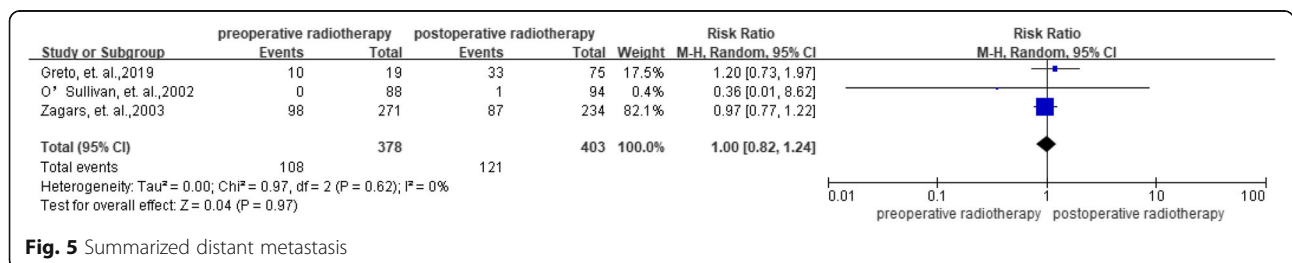 preoperative radiotherapy postoperative radiotherapy Risk Ratio Risk Ratio
Study or Subgroup Events Total Events Total Weight M-H, Random, 95% CI M-H, Random, 95% CI
Greto, et. al.,2019 10 19 33 75 17.5% 1.20 [0.73, 1.97]
O’ Sullivan, et. al.,2002 0 88 1 94 0.4% 0.36 [0.01, 8.62]
Zagars, et. al.,2003 98 271 87 234 82.1% 0.97 [0.77, 1.22]
Total (95% CI) 378 403 100.0% 1.00 [0.82, 1.24]
Total events 108 121
Heterogeneity: Tau² = 0.00; Chi² = 0.97, df = 2 (P = 0.62); I² = 0%
Test for overall effect: Z = 0.04 (P = 0.97)
0.01 0.1 1 10 100
preoperative radiotherapy postoperative radiotherapy
Fig. 5 Summarized distant metastasis